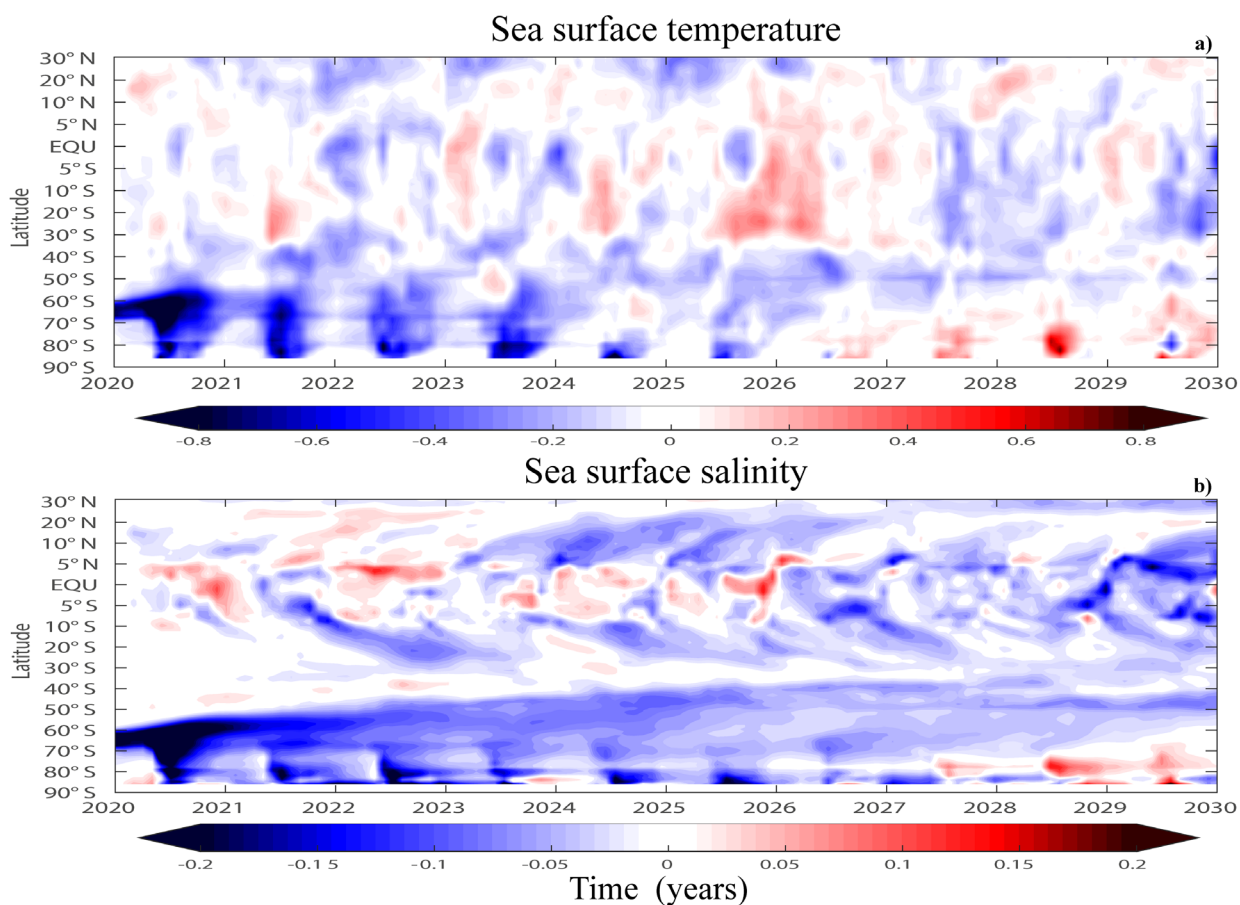 Sea surface temperature
a)
30° N
20° N
10° N
5° N
EQU
5° S
10° S
20° S
30° S
40° S
50° S
60° S
70° S
80° S
90° S
Latitude
2020 2021 2022 2023 2024 2025 2026 2027 2028 2029 2030
-0.8 -0.6 -0.4 -0.2 0 0.2 0.4 0.6 0.8
Sea surface salinity
b)
30° N
20° N
10° N
5° N
EQU
5° S
10° S
20° S
30° S
40° S
50° S
60° S
70° S
80° S
90° S
Latitude
2020 2021 2022 2023 2024 2025 2026 2027 2028 2029 2030
-0.2 -0.15 -0.1 -0.05 0 0.05 0.1 0.15 0.2
Time (years)